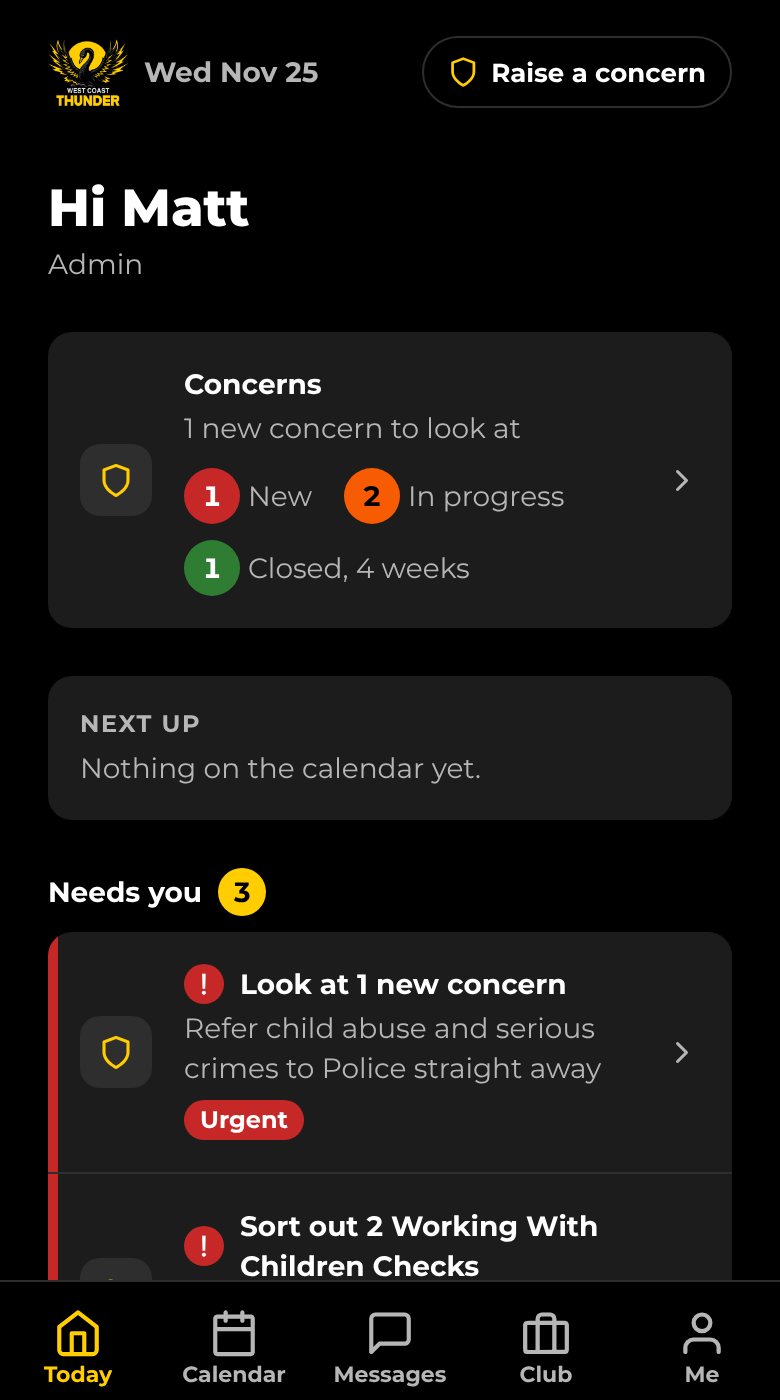 WEST COAST
THUNDER
Wed Nov 25
Raise a concern
Hi Matt
Admin
Concerns
1 new concern to look at
1 New 2 In progress
1 Closed, 4 weeks
NEXT UP
Nothing on the calendar yet.
Needs you 3
! Look at 1 new concern
Refer child abuse and serious
crimes to Police straight away
Urgent
! Sort out 2 Working With
Children Checks
Today Calendar Messages Club Me